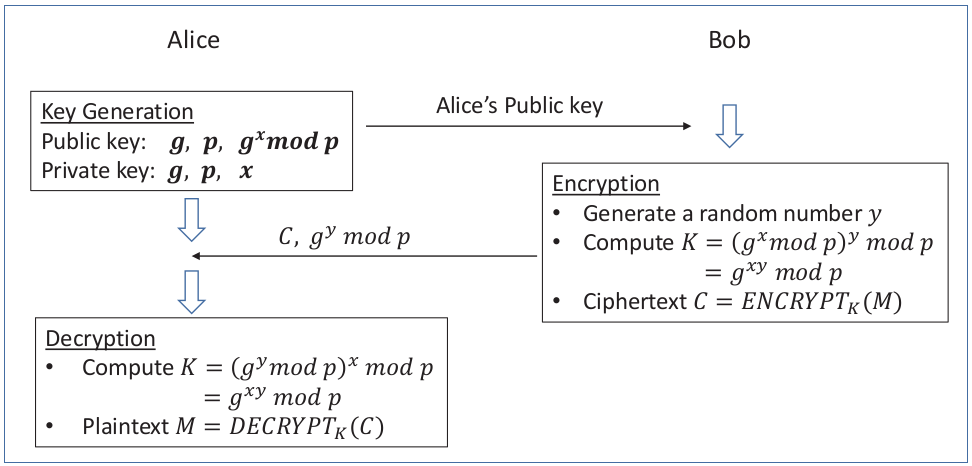 Alice
Bob
Key Generation
Public key: g, p, g^x mod p
Private key: g, p, x
Alice's Public key
Encryption
• Generate a random number y
• Compute K = (g^x mod p)^y mod p
= g^xy mod p
• Ciphertext C = ENCRYPT_K(M)
C, g^y mod p
Decryption
• Compute K = (g^y mod p)^x mod p
= g^xy mod p
• Plaintext M = DECRYPT_K(C)